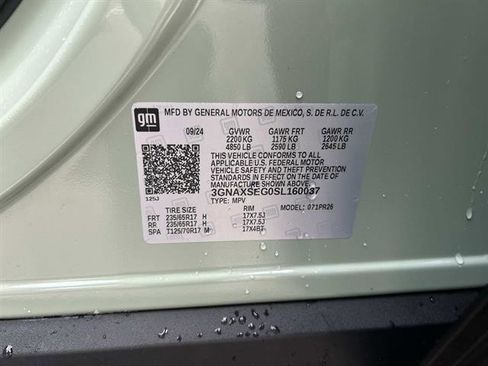 gm
MFD BY GENERAL MOTORS DE MEXICO, S. DE R.L. DE C.V.
09/24 GVWR GAWR FRT GAWR RR
2200 KG 1175 KG 1200 KG
4850 LB 2590 LB 2645 LB
THIS VEHICLE CONFORMS TO ALL
APPLICABLE U.S. FEDERAL MOTOR
VEHICLE SAFETY AND THEFT PREVENTION
STANDARDS IN EFFECT ON THE DATE OF
MANUFACTURE SHOWN ABOVE.
125J
3GNAXSEG0SL160037
TYPE: MPV MODEL: 071PR26
TIRE SIZE RIM
FRT 235/65R17 H 17X7.5J
RR 235/65R17 H 17X7.5J
SPA T125/70R17 M 17X4BT